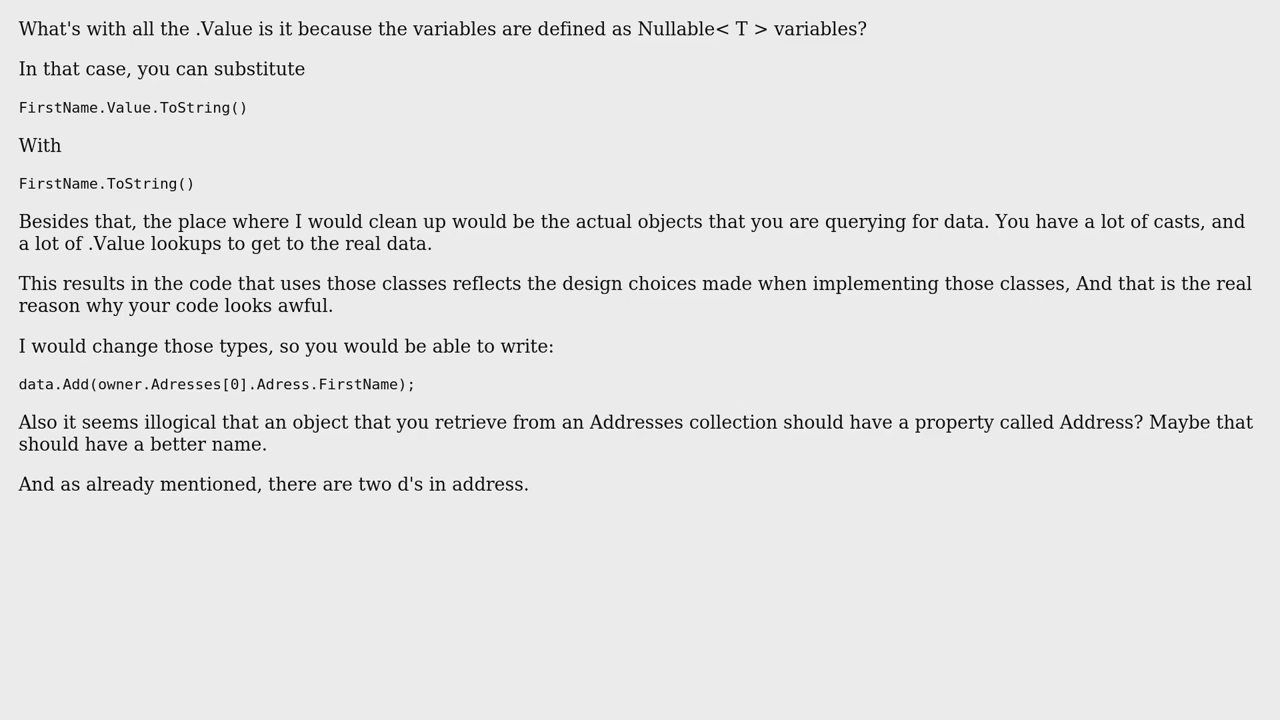 What's with all the .Value is it because the variables are defined as Nullable< T > variables?
In that case, you can substitute
FirstName.Value.ToString()
With
FirstName.ToString()
Besides that, the place where I would clean up would be the actual objects that you are querying for data. You have a lot of casts, and
a lot of .Value lookups to get to the real data.
This results in the code that uses those classes reflects the design choices made when implementing those classes, And that is the real
reason why your code looks awful.
I would change those types, so you would be able to write:
data.Add(owner.Adresses[0].Adress.FirstName);
Also it seems illogical that an object that you retrieve from an Addresses collection should have a property called Address? Maybe that
should have a better name.
And as already mentioned, there are two d's in address.